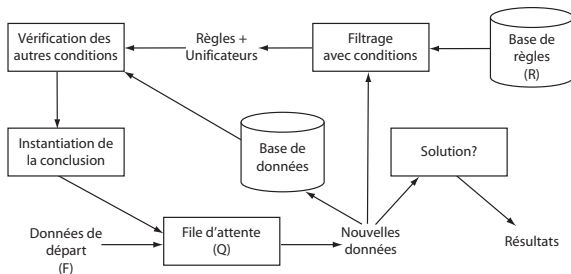 Vérification des
autres conditions
Règles +
Unificateurs
Filtrage
avec conditions
Base de
règles
(R)
Instantiation de
la conclusion
Base de
données
Solution?
Données de
départ
(F)
File d'attente
(Q)
Nouvelles
données
Résultats